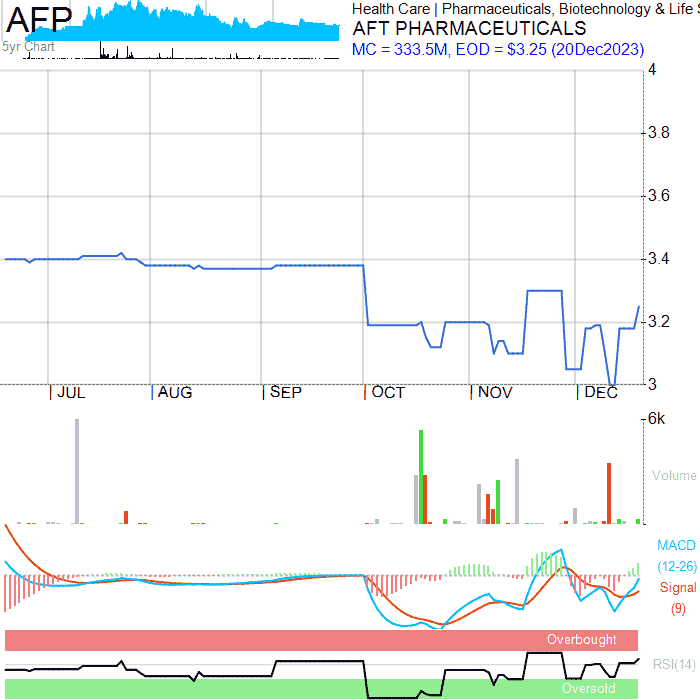 AFP
5yr Chart
Health Care | Pharmaceuticals, Biotechnology & Life S
AFT PHARMACEUTICALS
MC = 333.5M, EOD = $3.25 (20Dec2023)
4
3.8
3.6
3.4
3.2
3
JUL AUG SEP OCT NOV DEC
6k
Volume
MACD
(12-26)
Signal
(9)
Overbought
RSI(14)
Oversold